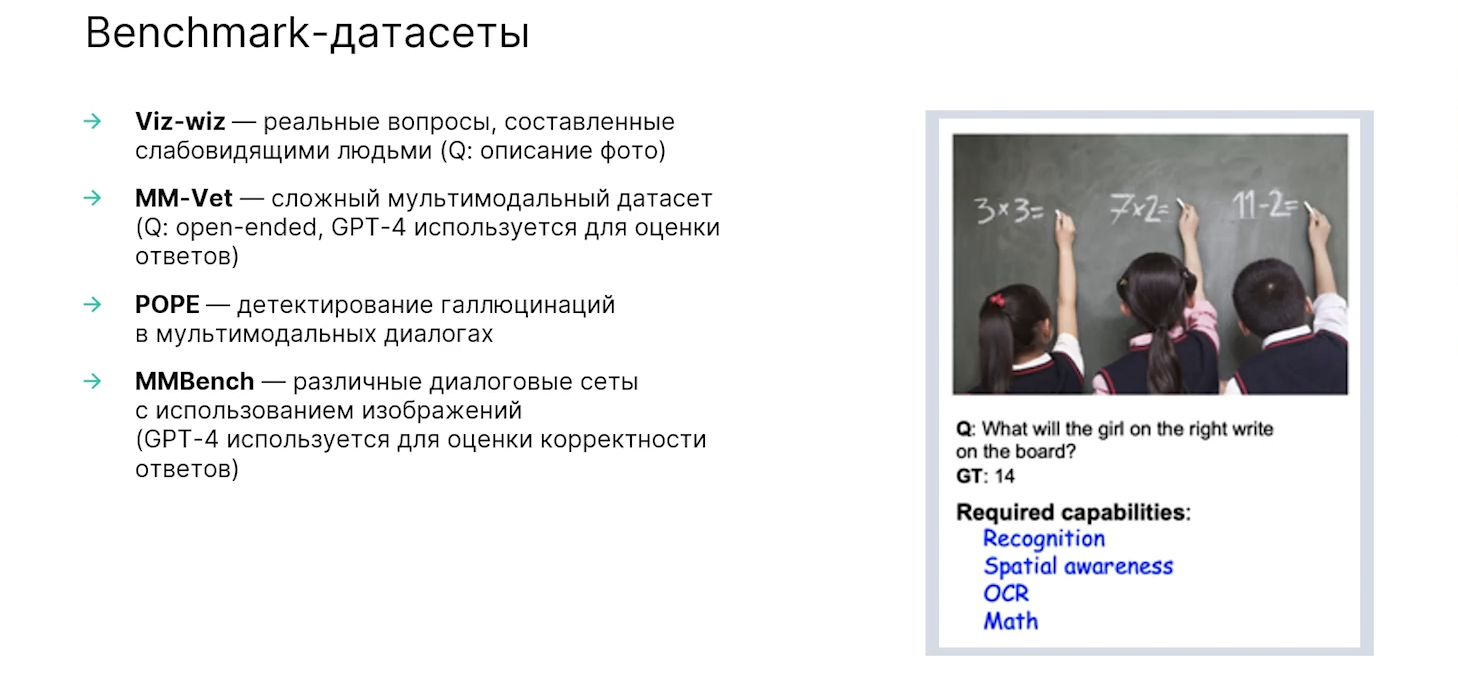 Benchmark-датасеты
→ Viz-wiz — реальные вопросы, составленные
слабовидящими людьми (Q: описание фото)
→ MM-Vet — сложный мультимодальный датасет
(Q: open-ended, GPT-4 используется для оценки
ответов)
→ POPE — детектирование галлюцинаций
в мультимодальных диалогах
→ MMBench — различные диалоговые сеты
с использованием изображений
(GPT-4 используется для оценки корректности
ответов)
3×3= 7×2= 11-2=
Q: What will the girl on the right write
on the board?
GT: 14
Required capabilities:
Recognition
Spatial awareness
OCR
Math